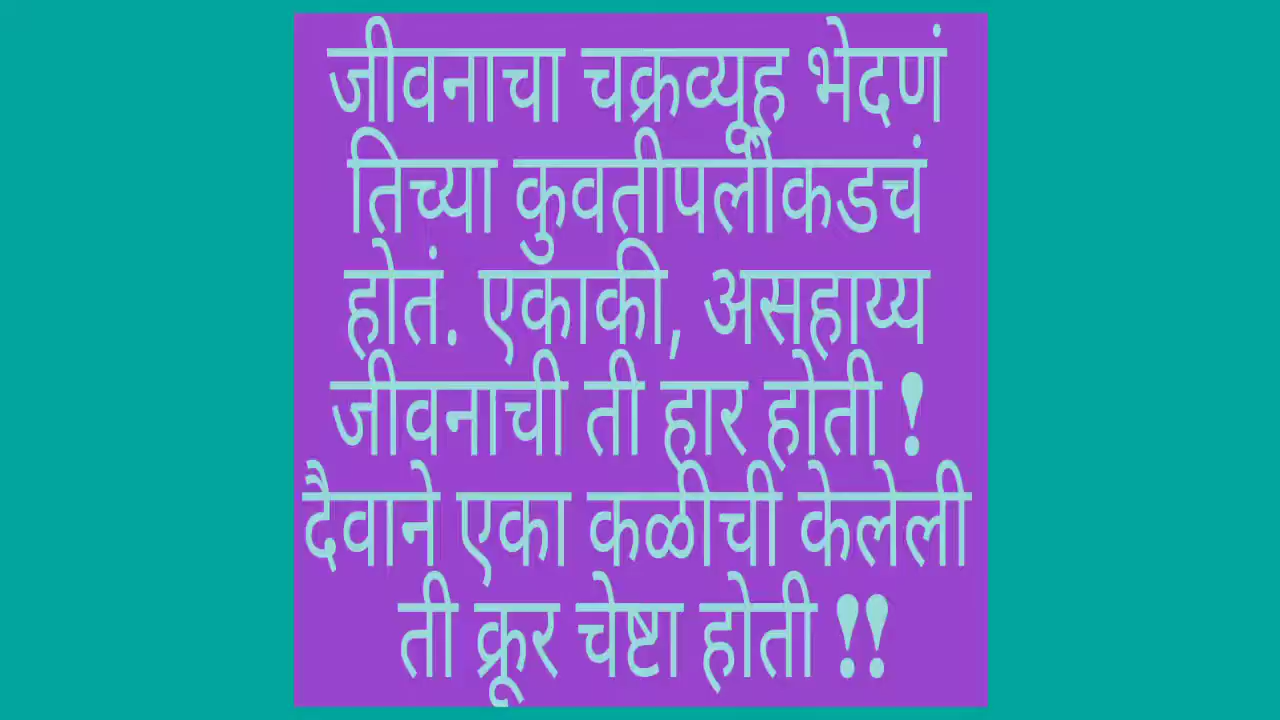 जीवनाचा चक्रव्यूह भेदणं
तिच्या कुवतीपलीकडचं
होतं. एकाकी, असहाय्य
जीवनाची ती हार होती !
दैवाने एका कळीची केलेली
ती क्रूर चेष्टा होती !!